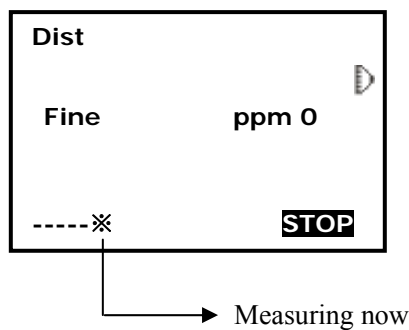 Dist
Fine ppm 0
-----※ STOP
Measuring now